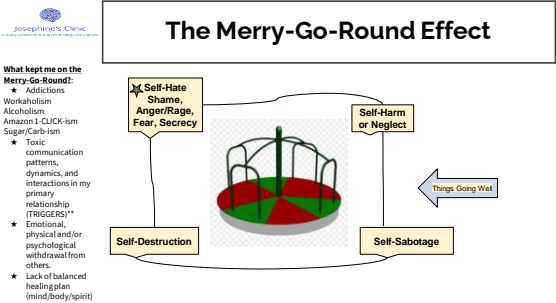 Josephine's Clinic
The Merry-Go-Round Effect
What kept me on the
Merry-Go-Round?:
★ Addictions
Workaholism
Alcoholism
Amazon 1-CLICK-ism
Sugar/Carb-ism
★ Toxic
communication
patterns,
dynamics, and
interactions in my
primary
relationship
(TRIGGERS)**
★ Emotional,
physical and/or
psychological
withdrawal from
others.
★ Lack of balanced
healing plan
(mind/body/spirit)
Self-Hate
Shame,
Anger/Rage,
Fear, Secrecy
Self-Harm
or Neglect
Things Going Well
Self-Destruction
Self-Sabotage